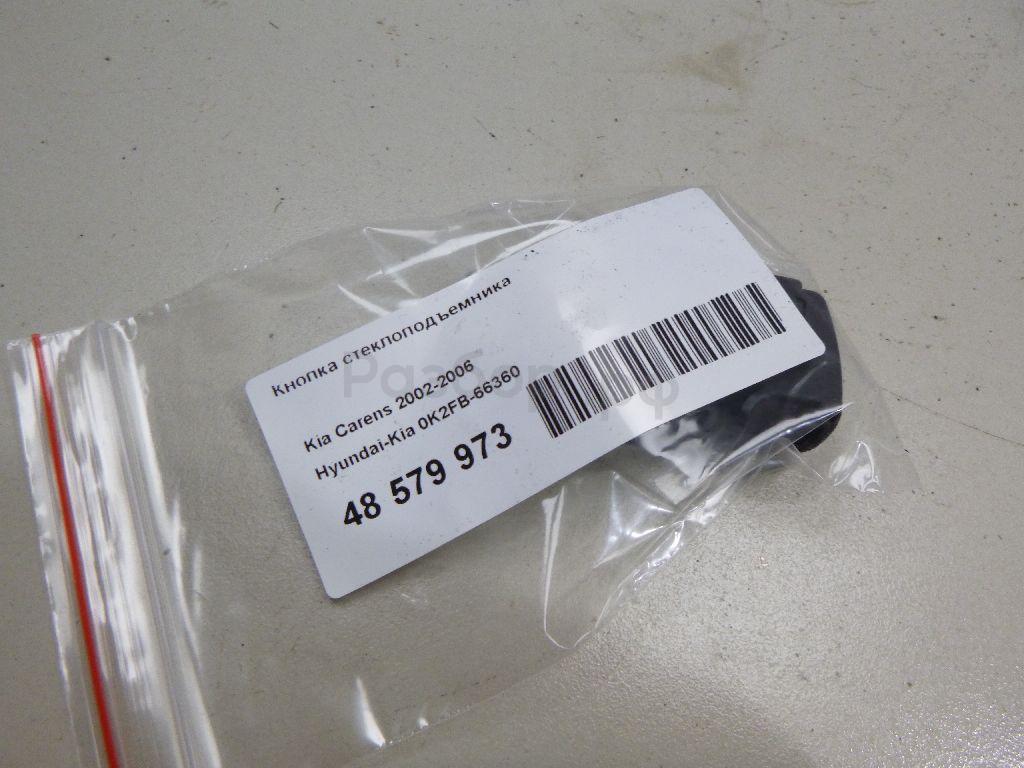 Кнопка стеклоподъемника
Kia Carens 2002-2006
Hyundai-Kia 0K2FB-66360
48 579 973